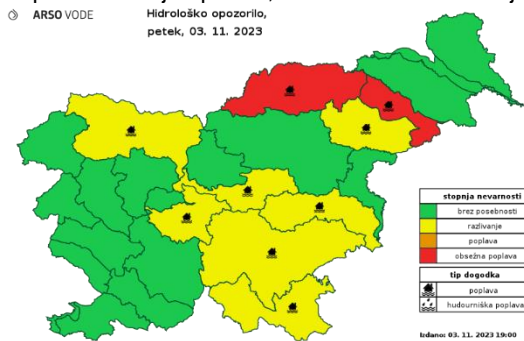 ARSO VODE
Hidrološko opozorilo,
petek, 03. 11. 2023
stopnja nevarnosti
brez posebnosti
razlivanje
poplava
obsežna poplava
tip dogodka
poplava
hudourniška poplava
Izdano: 03. 11. 2023 19:00